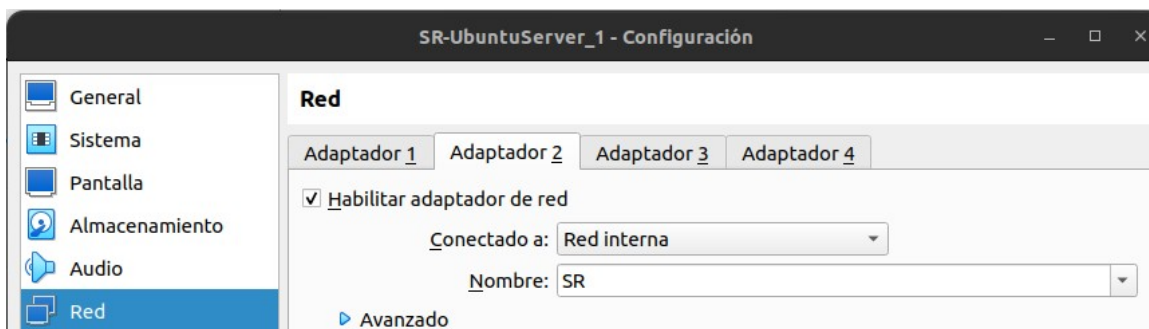 SR-UbuntuServer_1 - Configuración
General
Sistema
Pantalla
Almacenamiento
Audio
Red
Red
Adaptador 1 Adaptador 2 Adaptador 3 Adaptador 4
Habilitar adaptador de red
Conectado a: Red interna
Nombre: SR
Avanzado